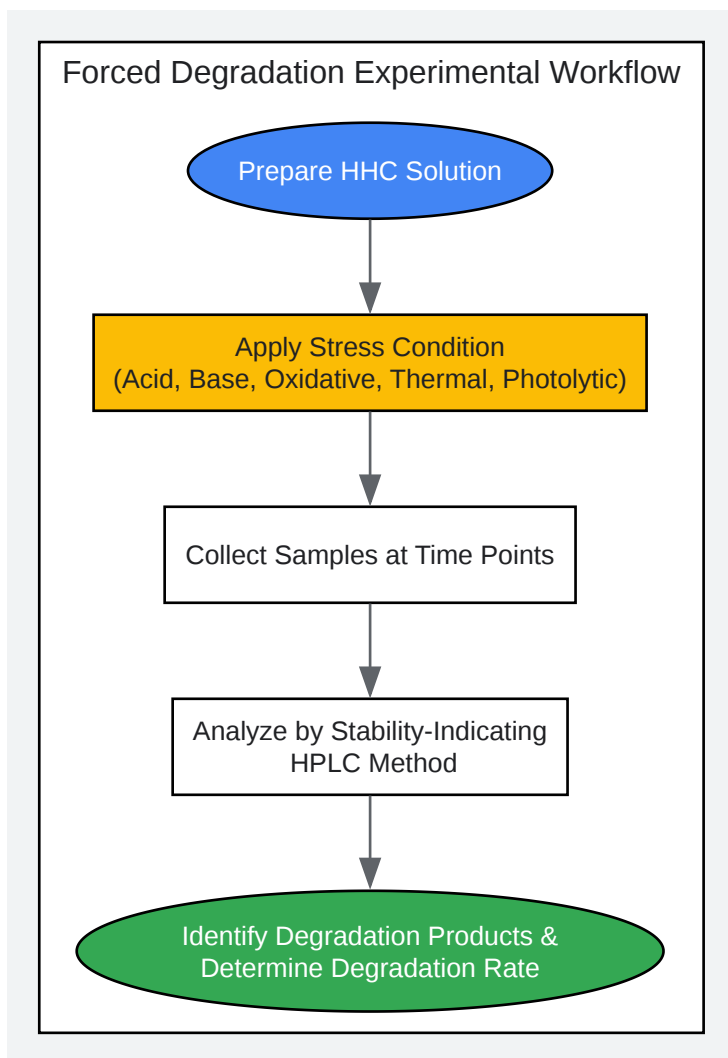 Forced Degradation Experimental Workflow
Prepare HHC Solution
Apply Stress Condition
(Acid, Base, Oxidative, Thermal, Photolytic)
Collect Samples at Time Points
Analyze by Stability-Indicating
HPLC Method
Identify Degradation Products &
Determine Degradation Rate